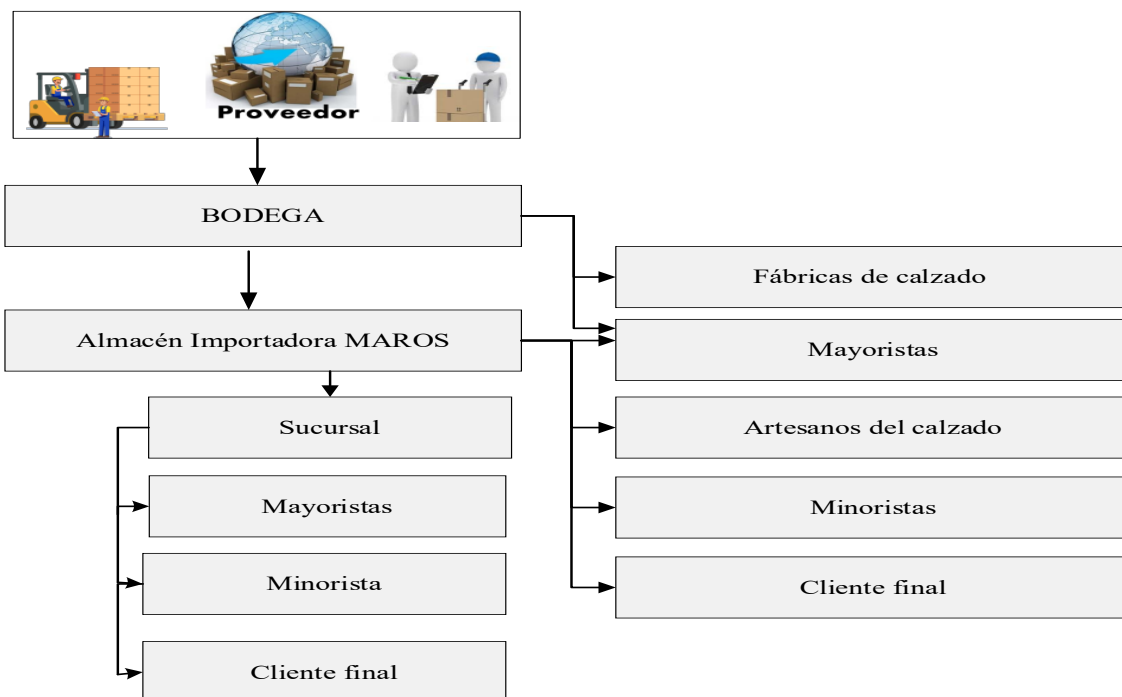 Proveedor
BODEGA
Fábricas de calzado
Almacén Importadora MAROS
Mayoristas
Sucursal
Artesanos del calzado
Mayoristas
Minoristas
Minorista
Cliente final
Cliente final